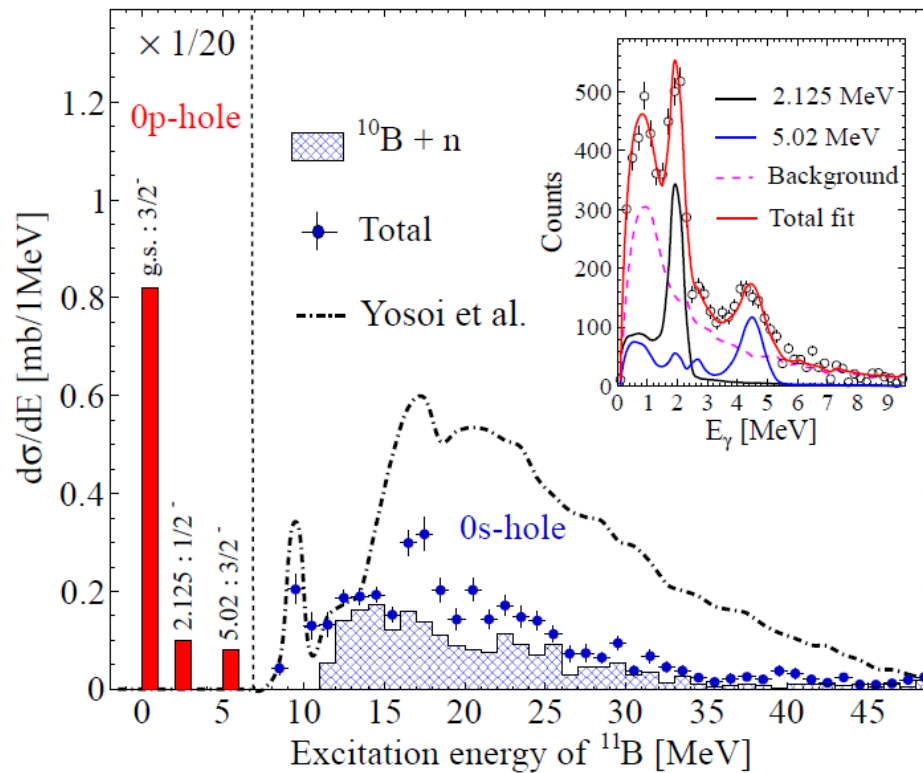 × 1/20
0p-hole
g.s. : 3/2⁻
2.125 : 1/2⁻
5.02 : 3/2⁻
¹⁰B + n
Total
Yosoi et al.
0s-hole
dσ/dE [mb/1MeV]
0
0.2
0.4
0.6
0.8
1
1.2
0 5 10 15 20 25 30 35 40 45
Excitation energy of ¹¹B [MeV]
2.125 MeV
5.02 MeV
Background
Total fit
Counts
500
400
300
200
100
0
0 1 2 3 4 5 6 7 8 9
E_γ [MeV]